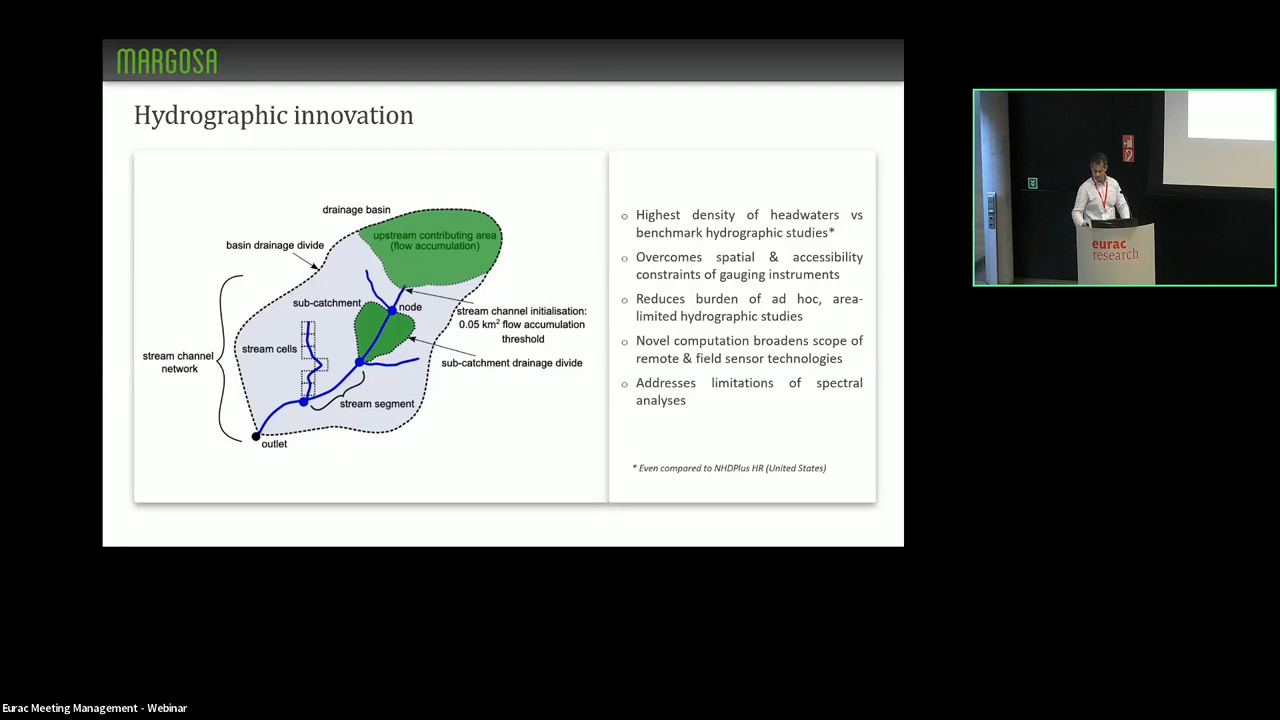 MARGOSA
Hydrographic innovation
drainage basin
upstream contributing area
(flow accumulation)
basin drainage divide
sub-catchment
node
stream channel initialisation:
0.05 km² flow accumulation
threshold
stream cells
stream channel
network
sub-catchment drainage divide
stream segment
outlet
o Highest density of headwaters vs
benchmark hydrographic studies*
o Overcomes spatial & accessibility
constraints of gauging instruments
o Reduces burden of ad hoc, area-
limited hydrographic studies
o Novel computation broadens scope of
remote & field sensor technologies
o Addresses limitations of spectral
analyses
* Even compared to NHDPlus HR (United States)
eurac
research
Eurac Meeting Management - Webinar